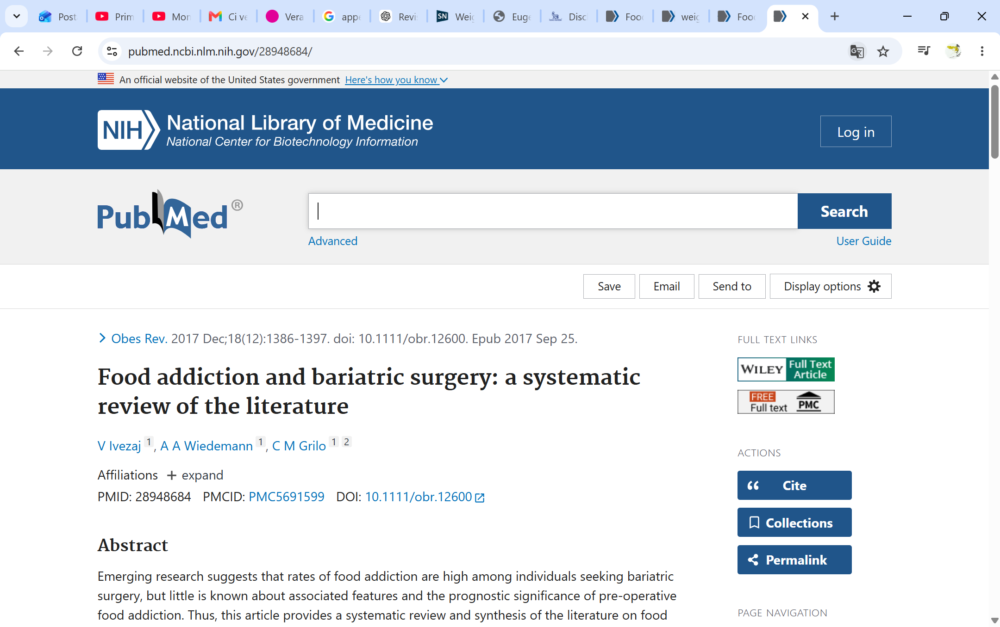 Post
Prim
Mon
Ci ve
Vera
appe
Revi
SN
Weig
Euge
Disc
Food
weig
Food
pubmed.ncbi.nlm.nih.gov/28948684/
An official website of the United States government Here's how you know
NIH National Library of Medicine
National Center for Biotechnology Information
Log in
PubMed®
Search
Advanced
User Guide
Save
Email
Send to
Display options
Obes Rev. 2017 Dec;18(12):1386-1397. doi: 10.1111/obr.12600. Epub 2017 Sep 25.
Food addiction and bariatric surgery: a systematic
review of the literature
V Ivezaj 1, A A Wiedemann 1, C M Grilo 1 2
Affiliations + expand
PMID: 28948684 PMCID: PMC5691599 DOI: 10.1111/obr.12600
Abstract
Emerging research suggests that rates of food addiction are high among individuals seeking bariatric
surgery, but little is known about associated features and the prognostic significance of pre-operative
food addiction. Thus, this article provides a systematic review and synthesis of the literature on food
FULL TEXT LINKS
WILEY Full Text
Article
FREE
Full text PMC
ACTIONS
Cite
Collections
Permalink
PAGE NAVIGATION